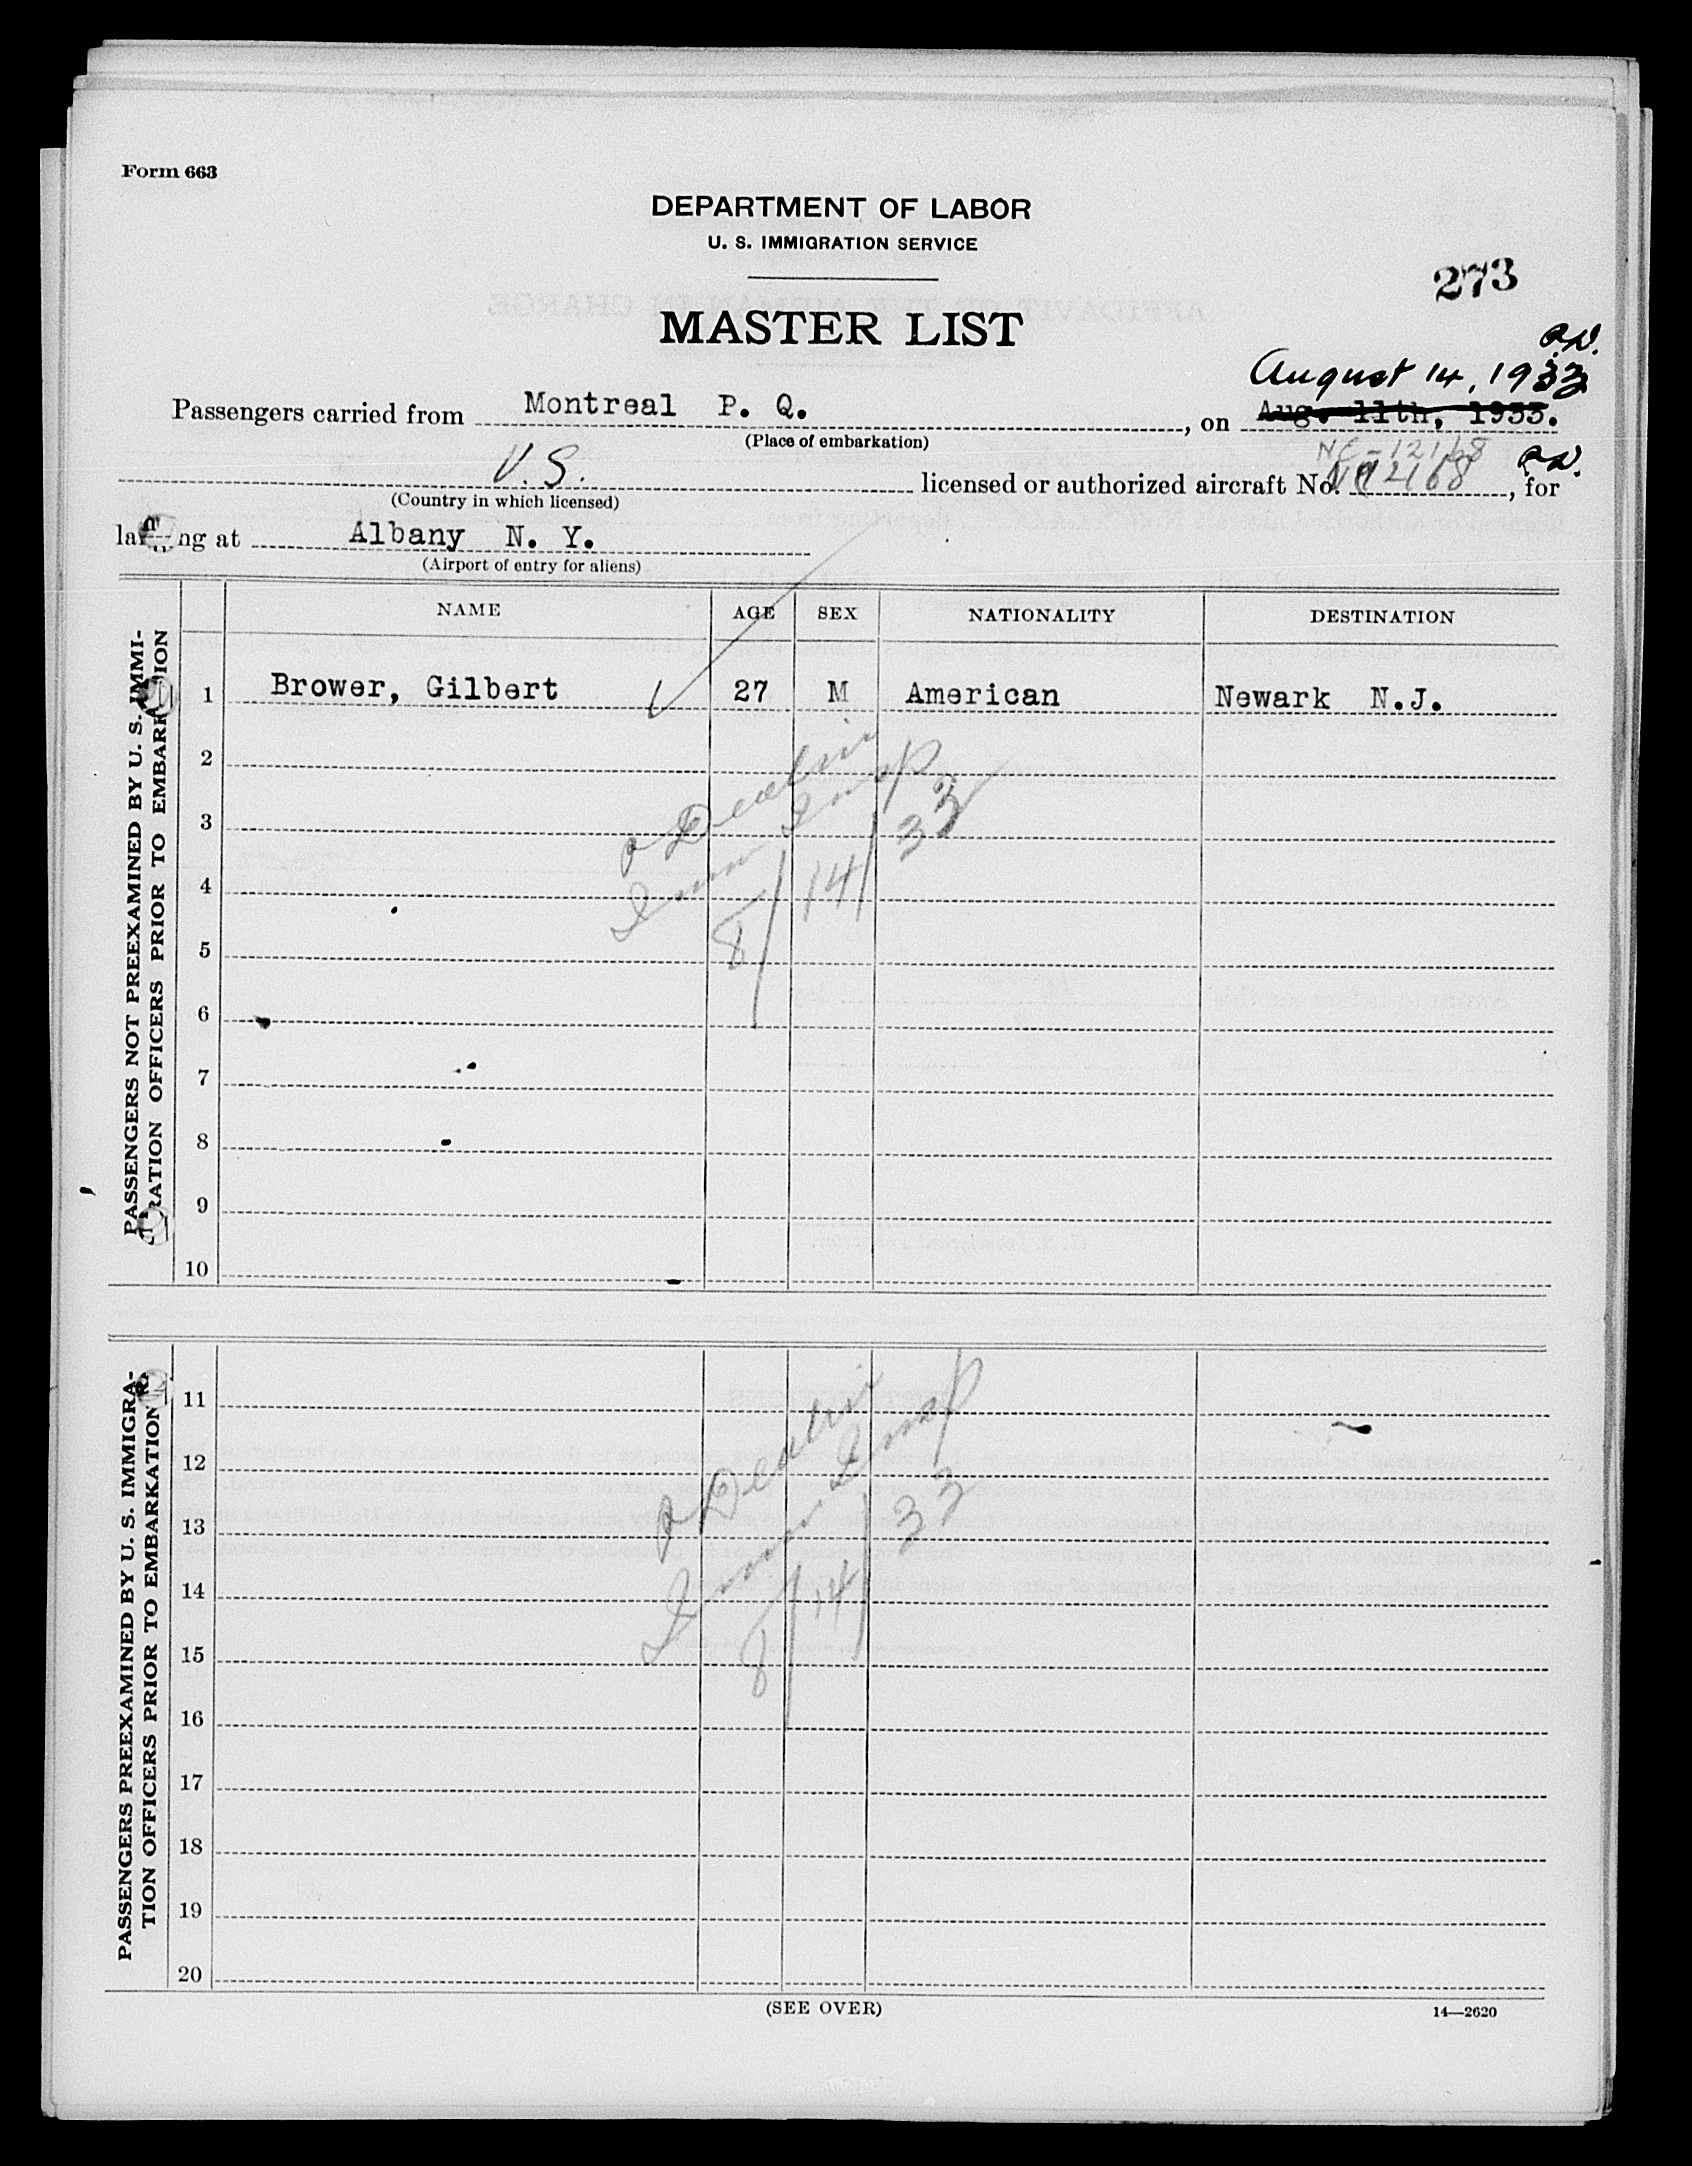 Form 663
DEPARTMENT OF LABOR
U. S. IMMIGRATION SERVICE
273
MASTER LIST
August 14, 1933
Passengers carried from Montreal P. Q., on Aug. 11th, 1933.
(Place of embarkation)
NC-12168
U.S. licensed or authorized aircraft No. NC12168, for
(Country in which licensed)
landing at Albany N. Y.
(Airport of entry for aliens)
PASSENGERS NOT PREEXAMINED BY U. S. IMMIGRATION OFFICERS PRIOR TO EMBARKATION
NAME AGE SEX NATIONALITY DESTINATION
1 Brower, Gilbert 27 M American Newark N.J.
2
3
4
5
6
7
8
9
10
Imm Insp
8/14/33
PASSENGERS PREEXAMINED BY U. S. IMMIGRATION OFFICERS PRIOR TO EMBARKATION
11
12
13
14
15
16
17
18
19
20
Imm Insp
8/14/33
(SEE OVER)
14—2620